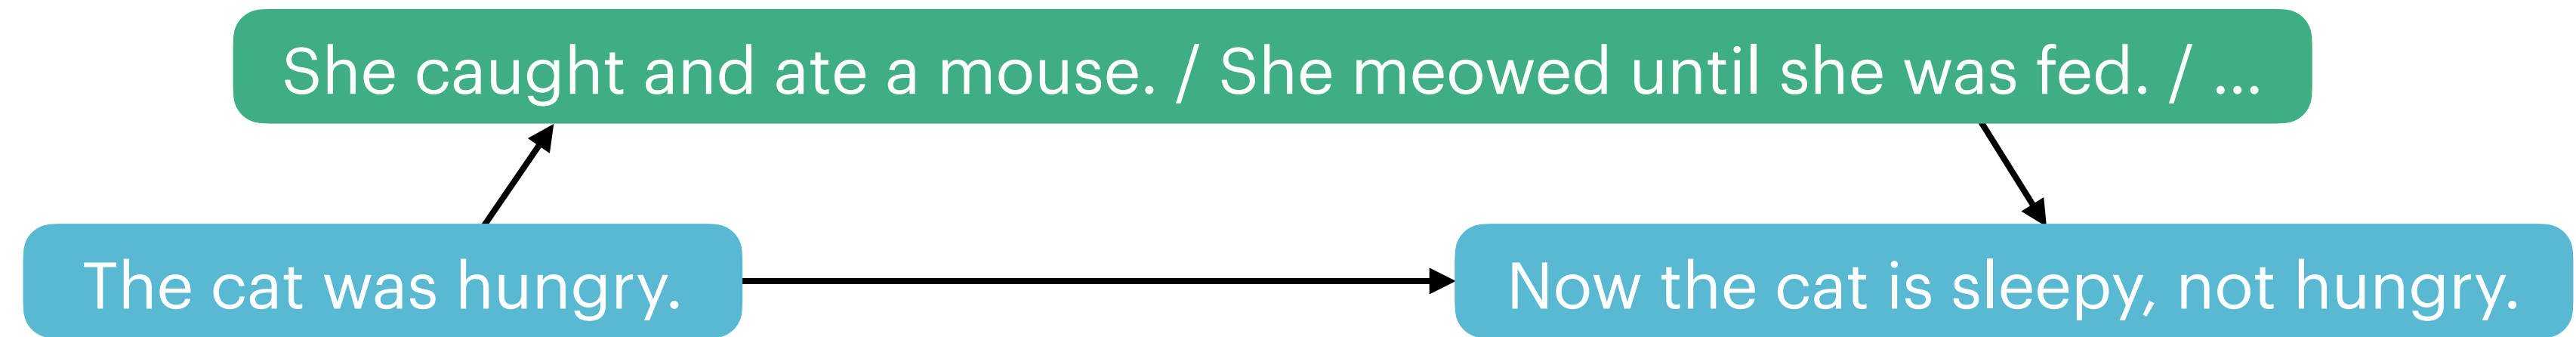 She caught and ate a mouse. / She meowed until she was fed. / ...
The cat was hungry.
Now the cat is sleepy, not hungry.